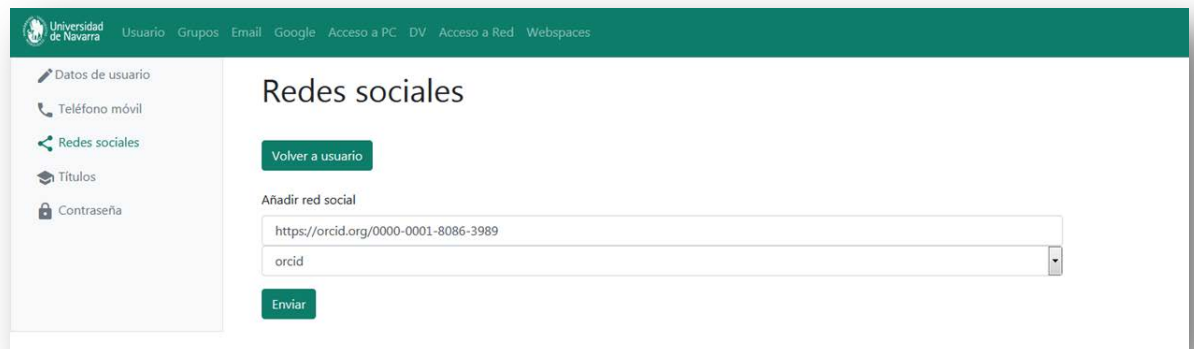 Universidad
de Navarra
Usuario Grupos Email Google Acceso a PC DV Acceso a Red Webspaces
Datos de usuario
Teléfono móvil
Redes sociales
Títulos
Contraseña
Redes sociales
Volver a usuario
Añadir red social
https://orcid.org/0000-0001-8086-3989
orcid
Enviar